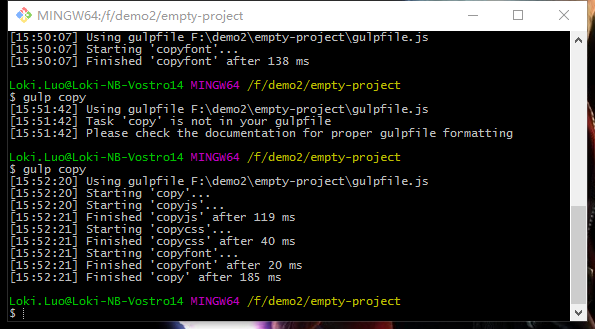 MINGW64:/f/demo2/empty-project
[15:50:07] Using gulpfile F:\demo2\empty-project\gulpfile.js
[15:50:07] Starting 'copyfont'...
[15:50:07] Finished 'copyfont' after 138 ms
Loki.Luo@Loki-NB-Vostro14 MINGW64 /f/demo2/empty-project
$ gulp copy
[15:51:42] Using gulpfile F:\demo2\empty-project\gulpfile.js
[15:51:42] Task 'copy' is not in your gulpfile
[15:51:42] Please check the documentation for proper gulpfile formatting
Loki.Luo@Loki-NB-Vostro14 MINGW64 /f/demo2/empty-project
$ gulp copy
[15:52:20] Using gulpfile F:\demo2\empty-project\gulpfile.js
[15:52:20] Starting 'copy'...
[15:52:20] Starting 'copyjs'...
[15:52:21] Finished 'copyjs' after 119 ms
[15:52:21] Starting 'copycss'...
[15:52:21] Finished 'copycss' after 40 ms
[15:52:21] Starting 'copyfont'...
[15:52:21] Finished 'copyfont' after 20 ms
[15:52:21] Finished 'copy' after 185 ms
Loki.Luo@Loki-NB-Vostro14 MINGW64 /f/demo2/empty-project
$